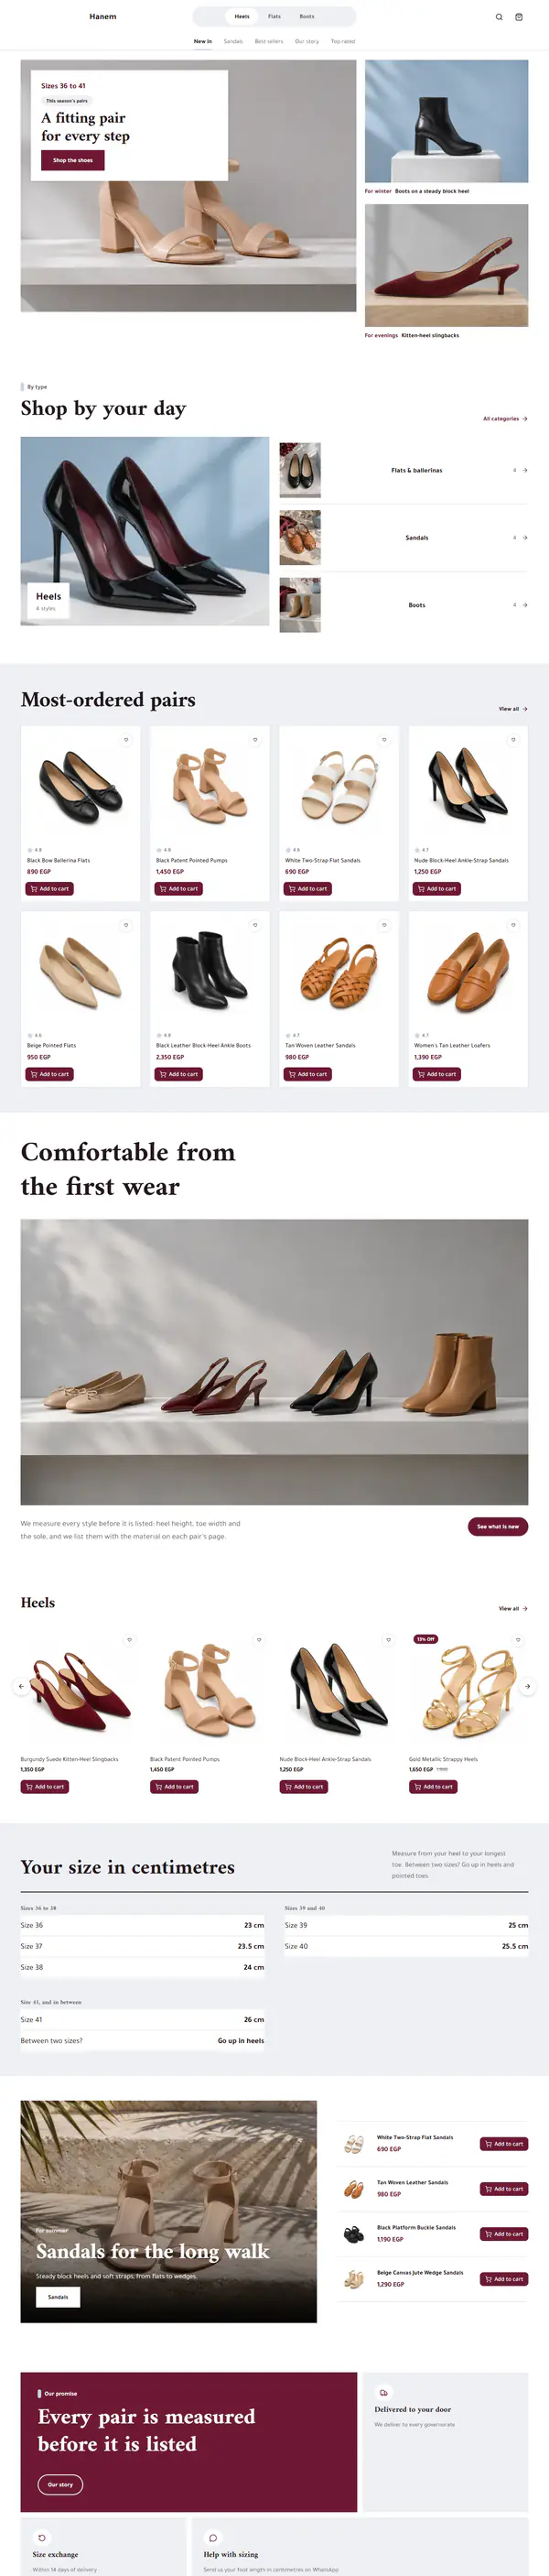 Hanem
Heels
Flats
Boots
New in
Sandals
Best sellers
Our story
Top rated
Sizes 36 to 41
This season's pairs
A fitting pair
for every step
Shop the shoes
For winter Boots on a steady block heel
For evenings Kitten-heel slingbacks
By type
Shop by your day
All categories
Heels
4 styles
Flats & ballerinas
4
Sandals
4
Boots
4
Most-ordered pairs
View all
4.8
Black Bow Ballerina Flats
890 EGP
Add to cart
4.8
Black Patent Pointed Pumps
1,450 EGP
Add to cart
4.6
White Two-Strap Flat Sandals
690 EGP
Add to cart
4.7
Nude Block-Heel Ankle-Strap Sandals
1,250 EGP
Add to cart
4.6
Beige Pointed Flats
950 EGP
Add to cart
4.8
Black Leather Block-Heel Ankle Boots
2,350 EGP
Add to cart
4.7
Tan Woven Leather Sandals
980 EGP
Add to cart
4.7
Women's Tan Leather Loafers
1,390 EGP
Add to cart
Comfortable from
the first wear
We measure every style before it is listed: heel height, toe width and
the sole, and we list them with the material on each pair's page.
See what is new
Heels
View all
Burgundy Suede Kitten-Heel Slingbacks
1,350 EGP
Add to cart
Black Patent Pointed Pumps
1,450 EGP
Add to cart
Nude Block-Heel Ankle-Strap Sandals
1,250 EGP
Add to cart
13% Off
Gold Metallic Strappy Heels
1,650 EGP
Add to cart
Your size in centimetres
Measure from your heel to your longest
toe. Between two sizes? Go up in heels and
pointed toes.
Sizes 36 to 38
Size 36 23 cm
Size 37 23.5 cm
Size 38 24 cm
Sizes 39 and 40
Size 39 25 cm
Size 40 25.5 cm
Size 41, and in between
Size 41 26 cm
Between two sizes? Go up in heels
For summer
Sandals for the long walk
Steady block heels and soft straps, from flats to wedges.
Sandals
White Two-Strap Flat Sandals
690 EGP
Add to cart
Tan Woven Leather Sandals
980 EGP
Add to cart
Black Platform Buckle Sandals
1,190 EGP
Add to cart
Beige Canvas Jute Wedge Sandals
1,290 EGP
Add to cart
Our promise
Every pair is measured
before it is listed
Our story
Delivered to your door
We deliver to every governorate
Size exchange
Within 14 days of delivery
Help with sizing
Send us your foot length in centimetres on WhatsApp